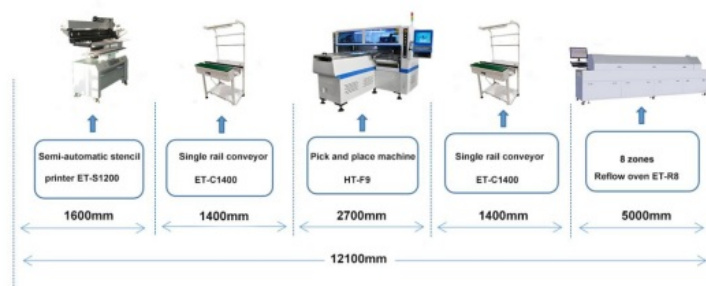 Semi-automatic stencil
printer ET-S1200
Single rail conveyor
ET-C1400
Pick and place machine
HT-F9
Single rail conveyor
ET-C1400
8 zones
Reflow oven ET-R8
1600mm
1400mm
2700mm
1400mm
5000mm
12100mm